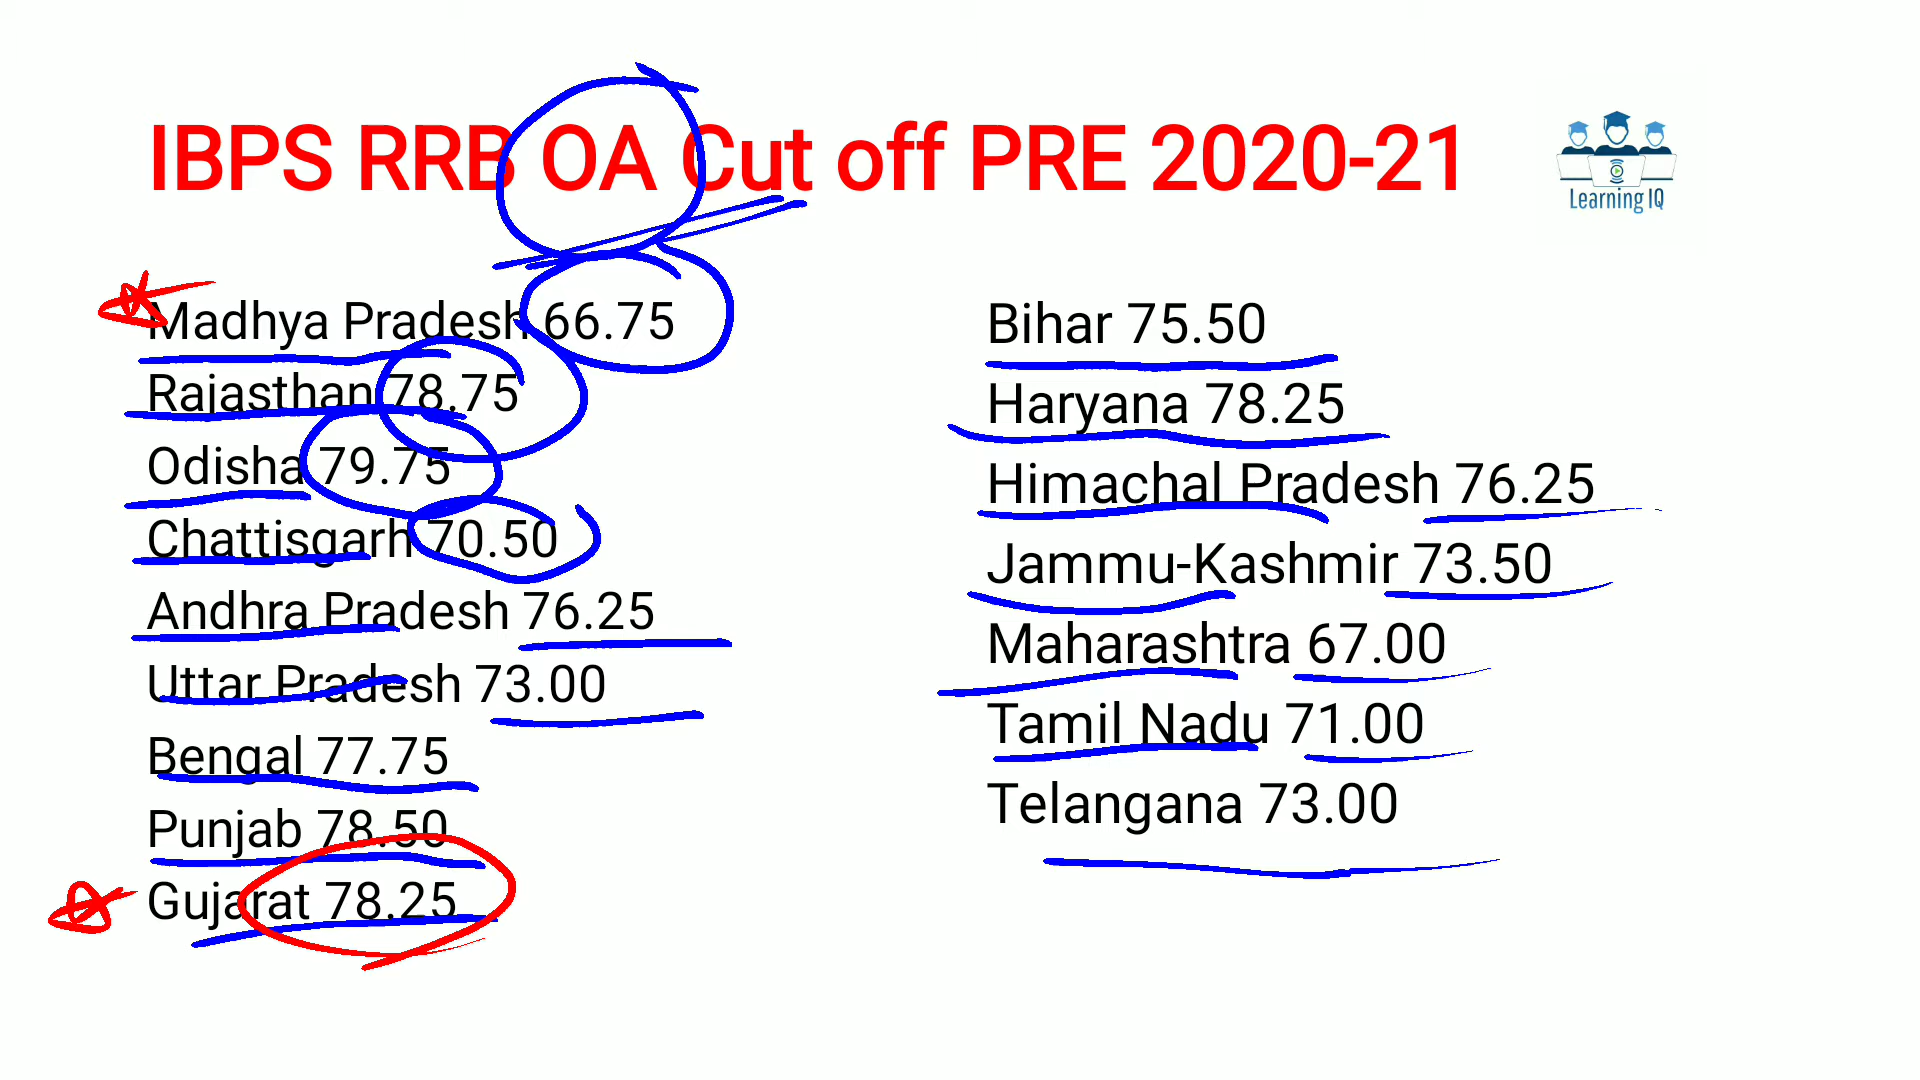 IBPS RRB OA Cut off PRE 2020-21
Learning IQ
Madhya Pradesh 66.75
Rajasthan 78.75
Odisha 79.75
Chattisgarh 70.50
Andhra Pradesh 76.25
Uttar Pradesh 73.00
Bengal 77.75
Punjab 78.50
Gujarat 78.25
Bihar 75.50
Haryana 78.25
Himachal Pradesh 76.25
Jammu-Kashmir 73.50
Maharashtra 67.00
Tamil Nadu 71.00
Telangana 73.00